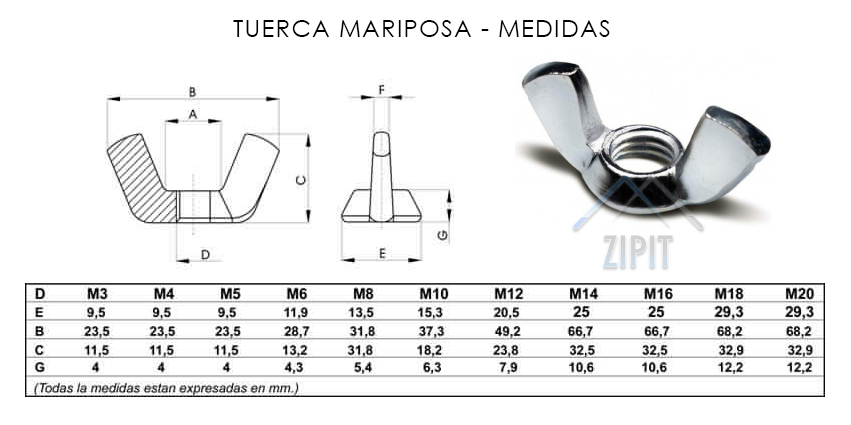 TUERCA MARIPOSA - MEDIDAS
B
A
F
C
D
G
E
ZIPIT
D M3 M4 M5 M6 M8 M10 M12 M14 M16 M18 M20
E 9,5 9,5 9,5 11,9 13,5 15,3 20,5 25 25 29,3 29,3
B 23,5 23,5 23,5 28,7 31,8 37,3 49,2 66,7 66,7 68,2 68,2
C 11,5 11,5 11,5 13,2 31,8 18,2 23,8 32,5 32,5 32,9 32,9
G 4 4 4 4,3 5,4 6,3 7,9 10,6 10,6 12,2 12,2
(Todas la medidas estan expresadas en mm.)